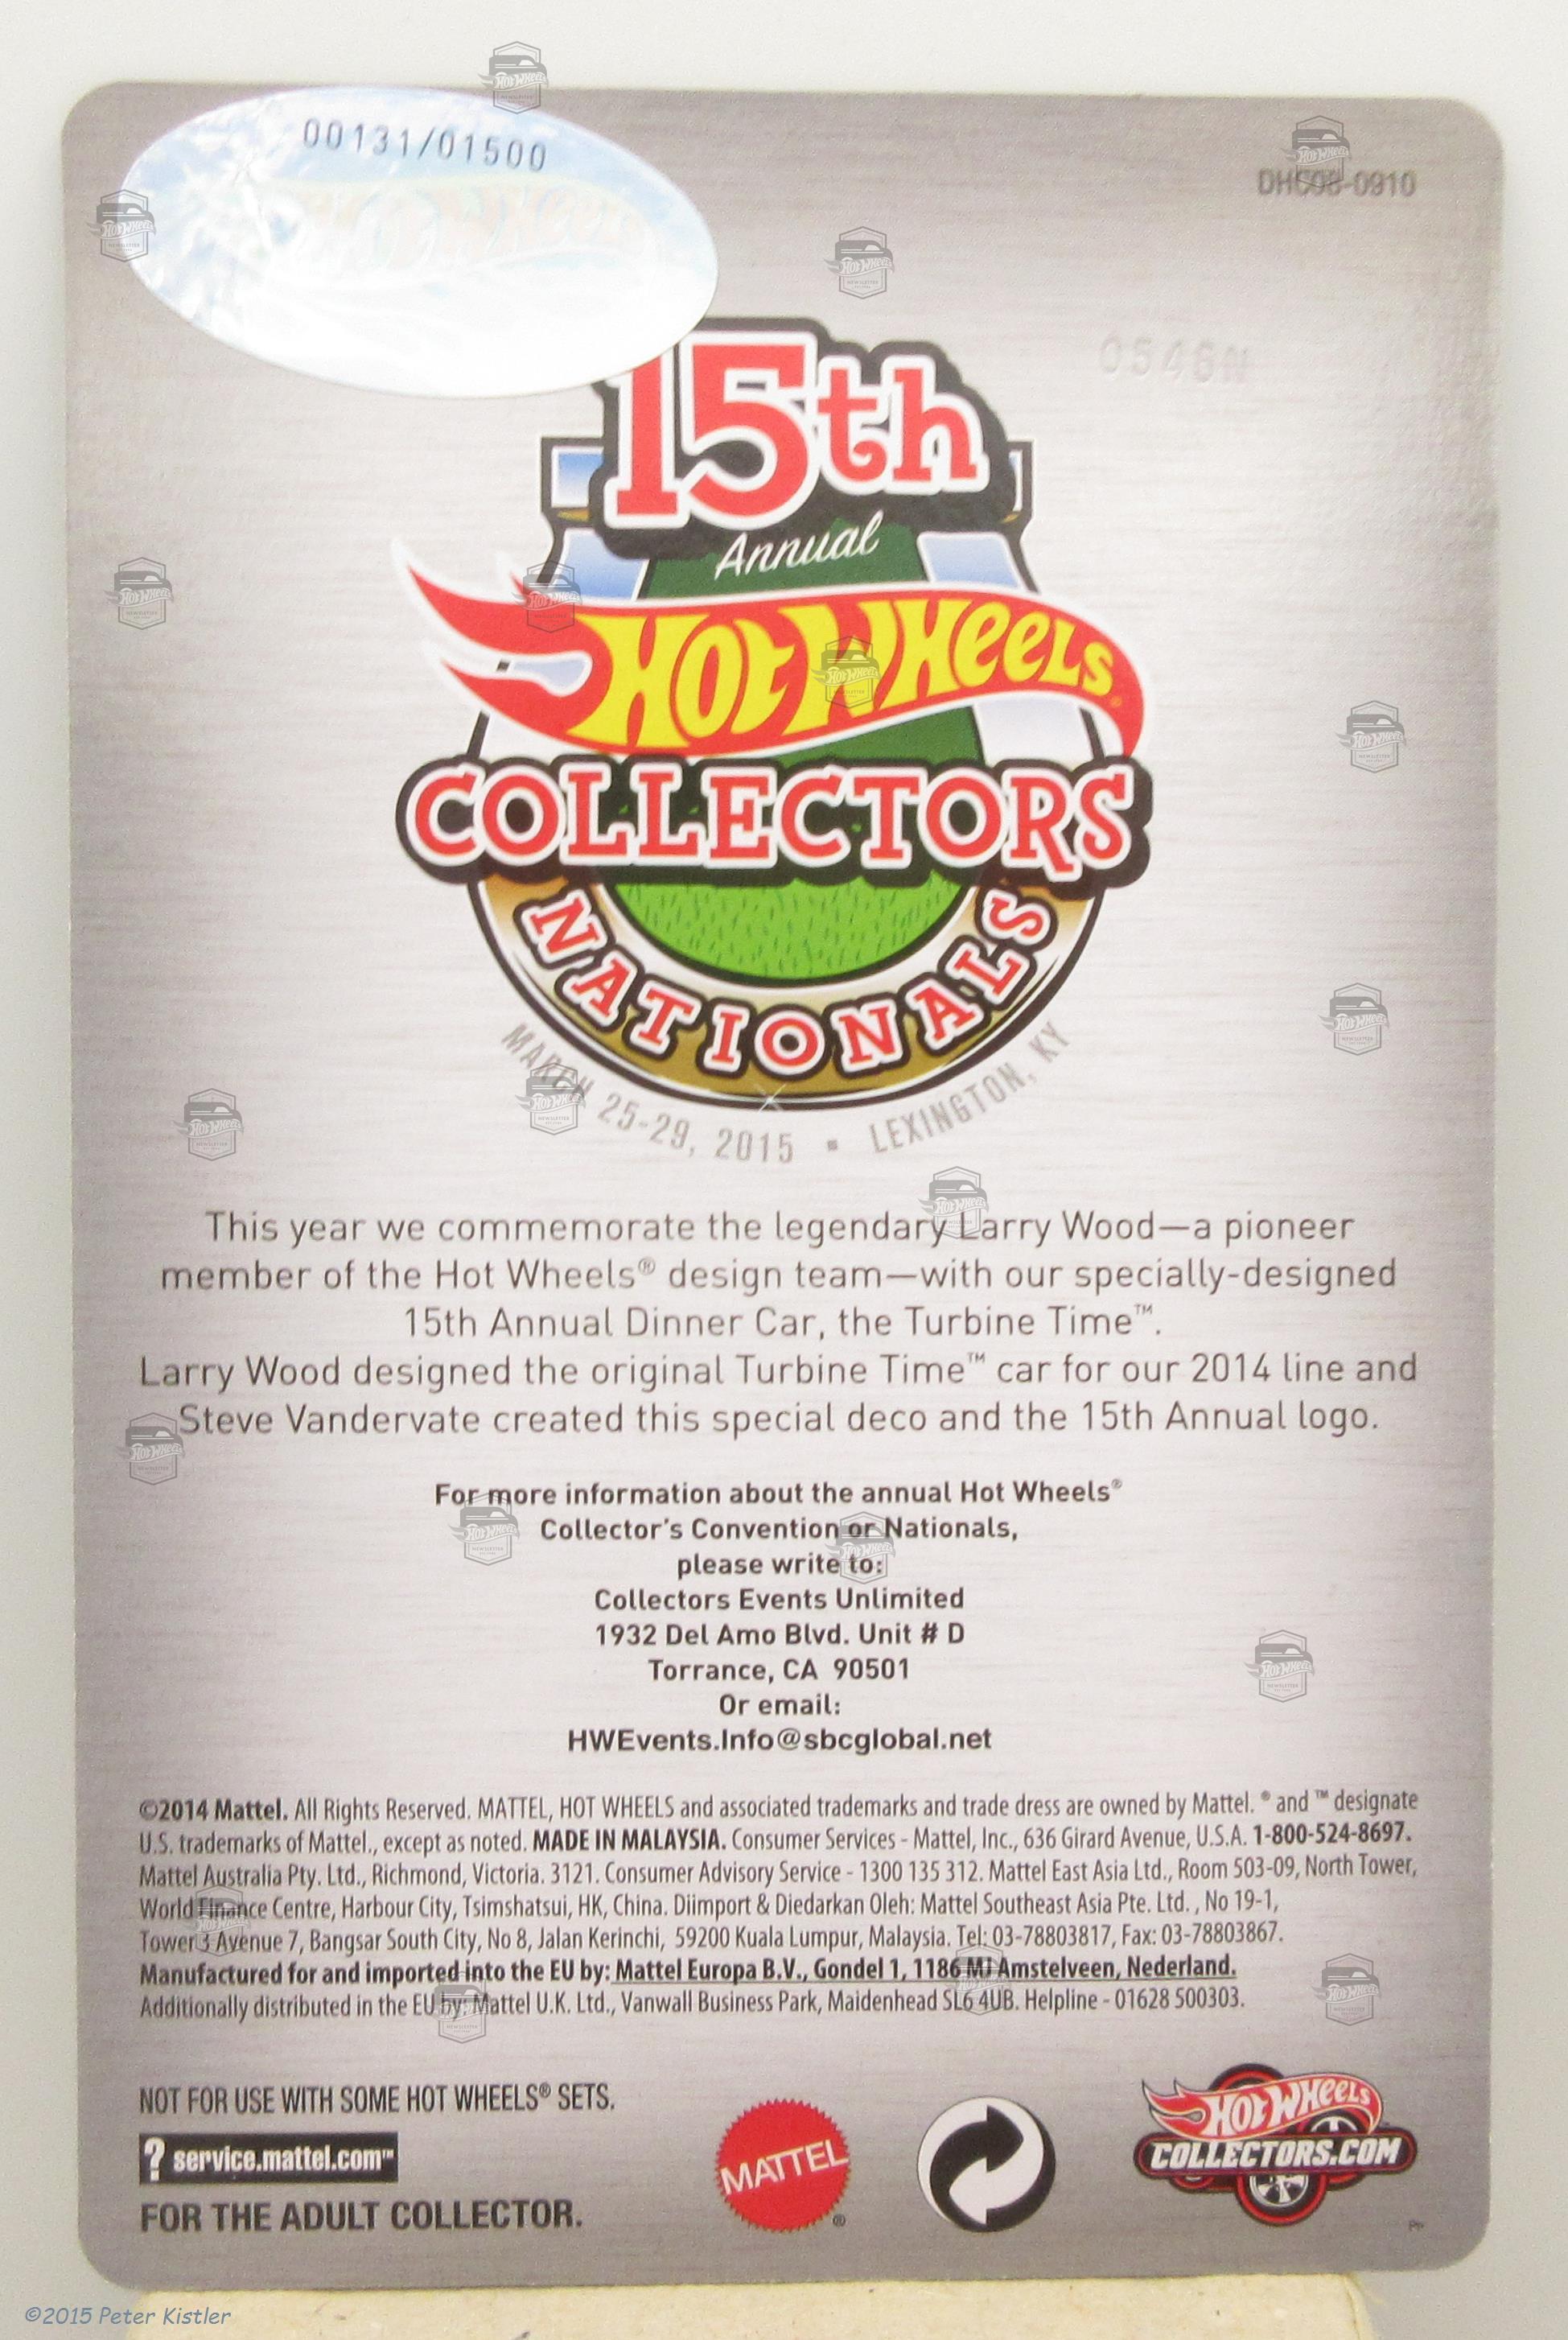 00131/01500
DHC08-0910
15th
Annual
Hot Wheels
COLLECTORS
NATIONALS
MARCH 25-29, 2015 • LEXINGTON, KY
This year we commemorate the legendary Larry Wood—a pioneer
member of the Hot Wheels® design team—with our specially-designed
15th Annual Dinner Car, the Turbine Time™.
Larry Wood designed the original Turbine Time™ car for our 2014 line and
Steve Vandervate created this special deco and the 15th Annual logo.
For more information about the annual Hot Wheels®
Collector's Convention or Nationals,
please write to:
Collectors Events Unlimited
1932 Del Amo Blvd. Unit # D
Torrance, CA 90501
Or email:
HWEvents.Info@sbcglobal.net
©2014 Mattel. All Rights Reserved. MATTEL, HOT WHEELS and associated trademarks and trade dress are owned by Mattel. ® and ™ designate
U.S. trademarks of Mattel., except as noted. MADE IN MALAYSIA. Consumer Services - Mattel, Inc., 636 Girard Avenue, U.S.A. 1-800-524-8697.
Mattel Australia Pty. Ltd., Richmond, Victoria. 3121. Consumer Advisory Service - 1300 135 312. Mattel East Asia Ltd., Room 503-09, North Tower,
World Finance Centre, Harbour City, Tsimshatsui, HK, China. Diimport & Diedarkan Oleh: Mattel Southeast Asia Pte. Ltd. , No 19-1,
Tower 3 Avenue 7, Bangsar South City, No 8, Jalan Kerinchi, 59200 Kuala Lumpur, Malaysia. Tel: 03-78803817, Fax: 03-78803867.
Manufactured for and imported into the EU by: Mattel Europa B.V., Gondel 1, 1186 MJ Amstelveen, Nederland.
Additionally distributed in the EU by: Mattel U.K. Ltd., Vanwall Business Park, Maidenhead SL6 4UB. Helpline - 01628 500303.
NOT FOR USE WITH SOME HOT WHEELS® SETS.
? service.mattel.com™
FOR THE ADULT COLLECTOR.
MATTEL ®
Hot Wheels
COLLECTORS.COM
©2015 Peter Kistler